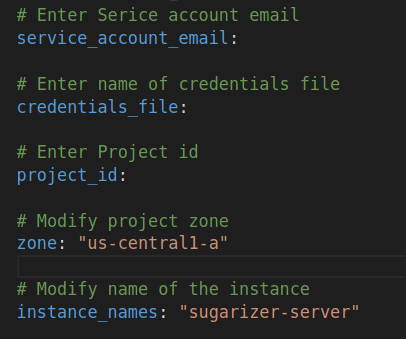 # Enter Serice account email
service_account_email:
# Enter name of credentials file
credentials_file:
# Enter Project id
project_id:
# Modify project zone
zone: "us-central1-a"
# Modify name of the instance
instance_names: "sugarizer-server"